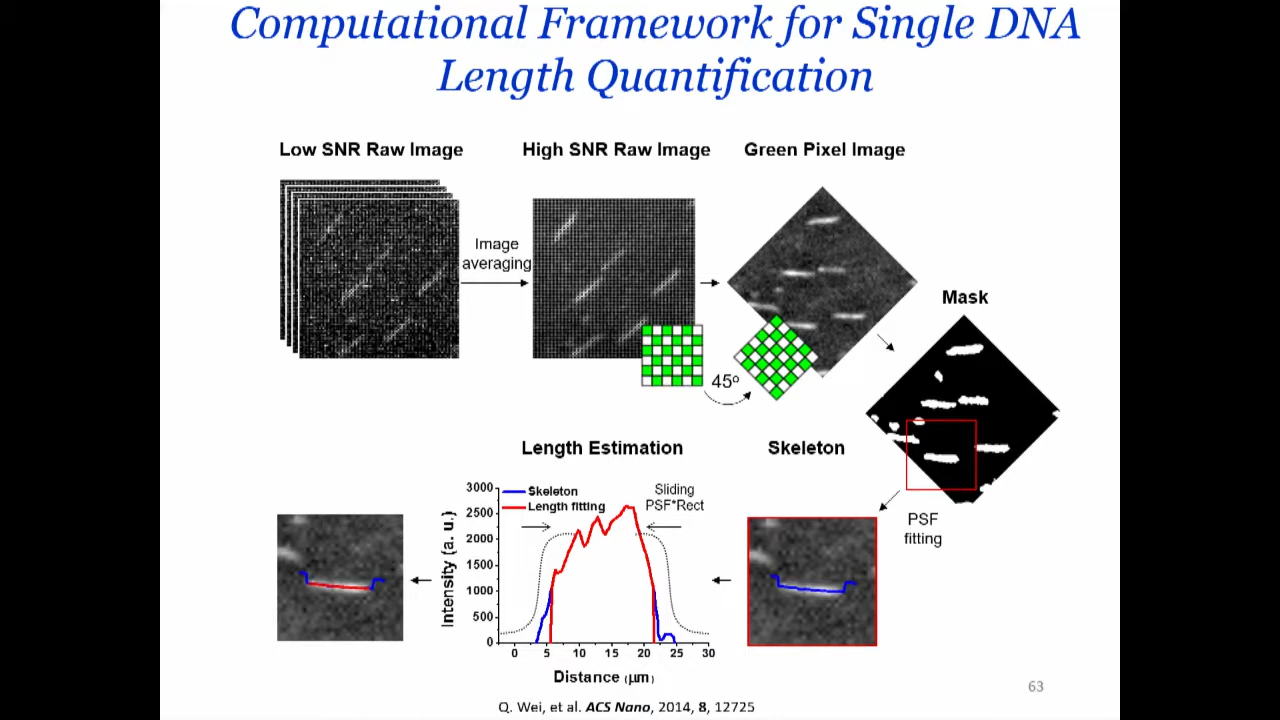 Computational Framework for Single DNA
Length Quantification
Low SNR Raw Image
High SNR Raw Image
Green Pixel Image
Image
averaging
Mask
45º
Length Estimation
Skeleton
Skeleton
Length fitting
Sliding
PSF*Rect
PSF
fitting
Intensity (a. u.)
3000
2500
2000
1500
1000
500
0
0 5 10 15 20 25 30
Distance (μm)
63
Q. Wei, et al. ACS Nano, 2014, 8, 12725